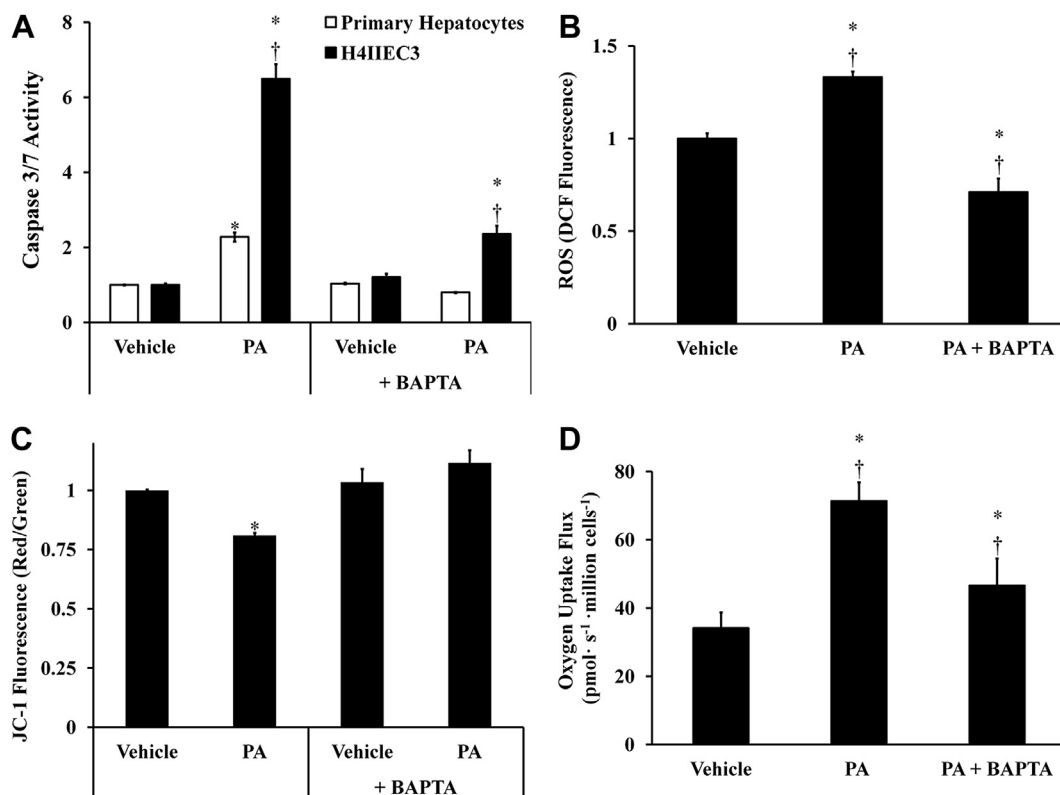 A
Primary Hepatocytes
H4IIEC3
Caspase 3/7 Activity
8
6
4
2
0
*
*
†
*
†
Vehicle PA Vehicle PA
+ BAPTA
B
ROS (DCF Fluorescence)
1.5
1
0.5
0
*
†
*
†
Vehicle PA PA + BAPTA
C
JC-1 Fluorescence (Red/Green)
1
0.75
0.5
0.25
0
*
Vehicle PA Vehicle PA
+ BAPTA
D
Oxygen Uptake Flux
(pmol· s⁻¹ ·million cells⁻¹)
80
60
40
20
0
*
†
*
†
Vehicle PA PA + BAPTA